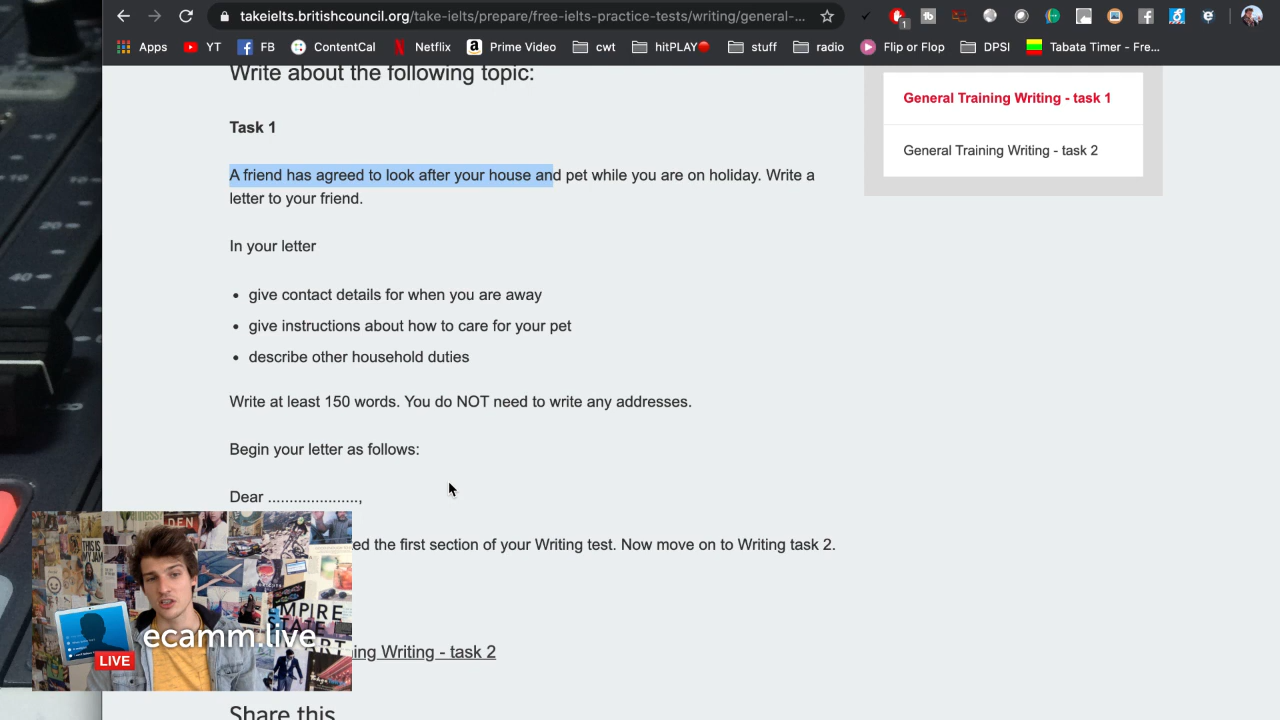 takeielts.britishcouncil.org/take-ielts/prepare/free-ielts-practice-tests/writing/general-...
1
Apps YT FB ContentCal Netflix Prime Video cwt hitPLAY🔴 stuff radio Flip or Flop DPSI Tabata Timer - Fre...
Write about the following topic:
General Training Writing - task 1
General Training Writing - task 2
Task 1
A friend has agreed to look after your house and pet while you are on holiday. Write a
letter to your friend.
In your letter
• give contact details for when you are away
• give instructions about how to care for your pet
• describe other household duties
Write at least 150 words. You do NOT need to write any addresses.
Begin your letter as follows:
Dear .....................,
ed the first section of your Writing test. Now move on to Writing task 2.
DEN
THIS IS
MY JAM
EMPIRE
STATE
ecamm.live
LIVE
ing Writing - task 2
Share this